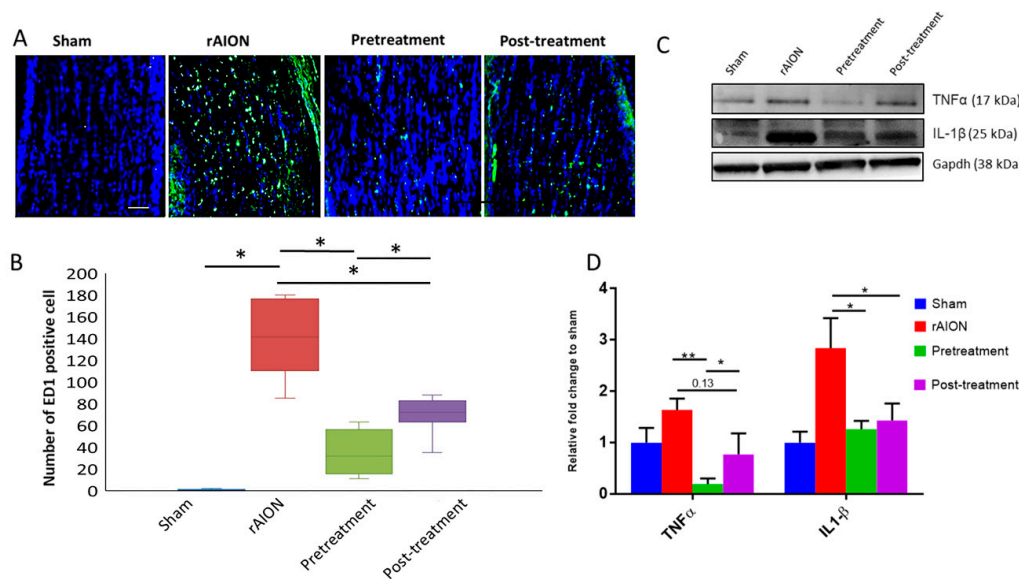 A
Sham
rAION
Pretreatment
Post-treatment
C
Sham
rAION
Pretreatment
Post-treatment
TNFα (17 kDa)
IL-1β (25 kDa)
Gapdh (38 kDa
B
Number of ED1 positive cell
200
180
160
140
120
100
80
60
40
20
0
*
*
*
*
Sham
rAION
Pretreatment
Post-treatment
D
Relative fold change to sham
4
3
2
1
0
**
*
0.13
*
*
Sham
rAION
Pretreatment
Post-treatment
TNFα
IL1-β